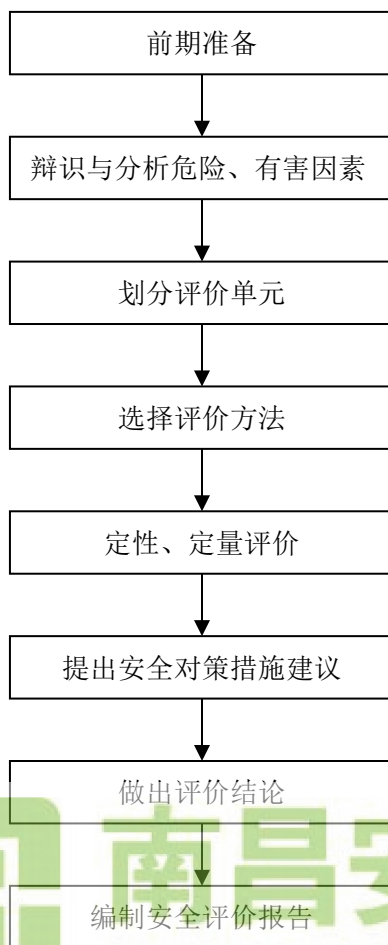 前期准备
辩识与分析危险、有害因素
划分评价单元
选择评价方法
定性、定量评价
提出安全对策措施建议
做出评价结论
南昌安
编制安全评价报告